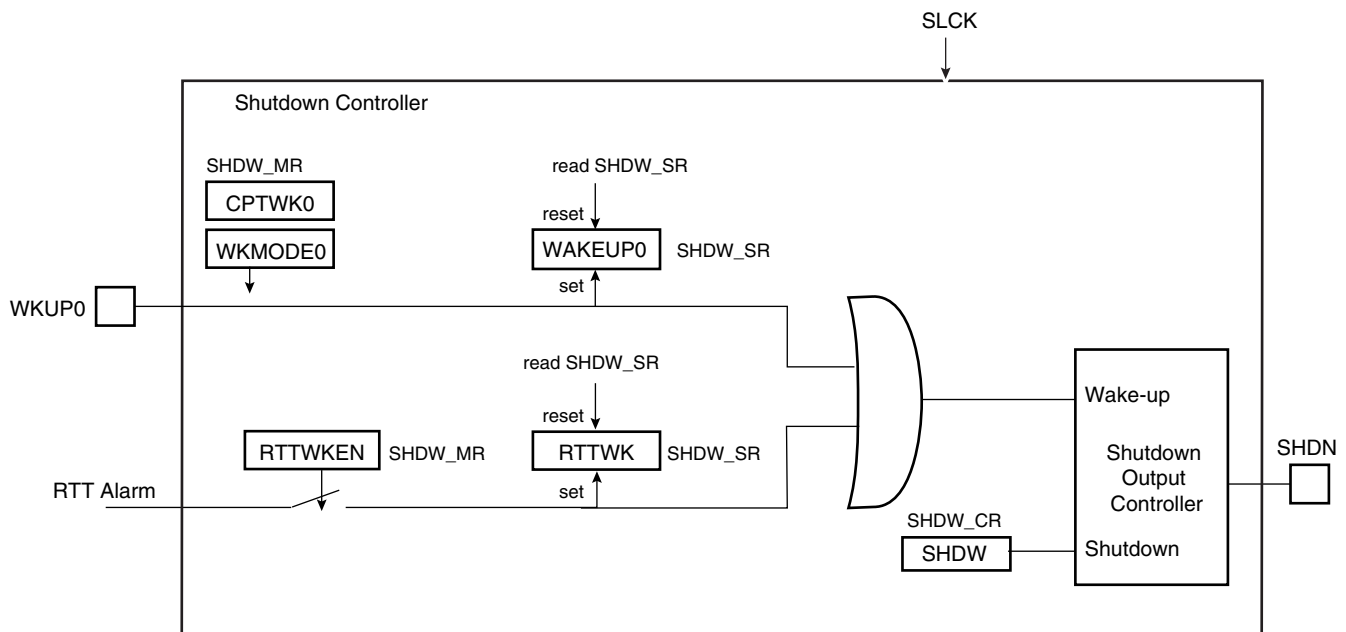 SLCK
Shutdown Controller
SHDW_MR
CPTWK0
WKMODE0
read SHDW_SR
reset
WAKEUP0
SHDW_SR
set
WKUP0
read SHDW_SR
reset
RTTWKEN
SHDW_MR
RTTWK
SHDW_SR
set
RTT Alarm
Wake-up
Shutdown
Output
Controller
SHDN
SHDW_CR
SHDW
Shutdown